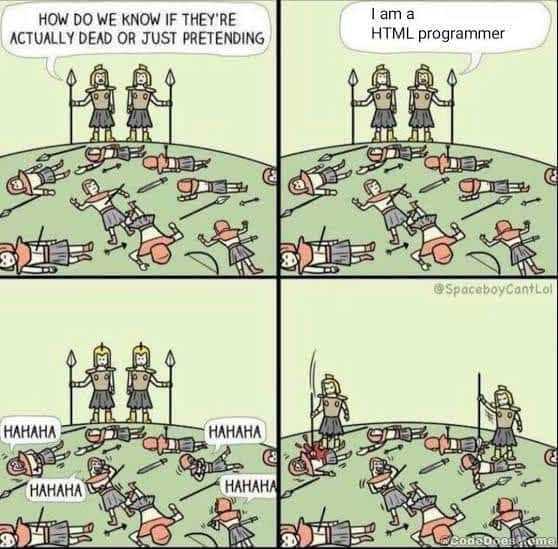 HOW DO WE KNOW IF THEY'RE
ACTUALLY DEAD OR JUST PRETENDING
I am a
HTML programmer
@SpaceboyCantLol
HAHAHA
HAHAHA
HAHAHA
HAHAHA